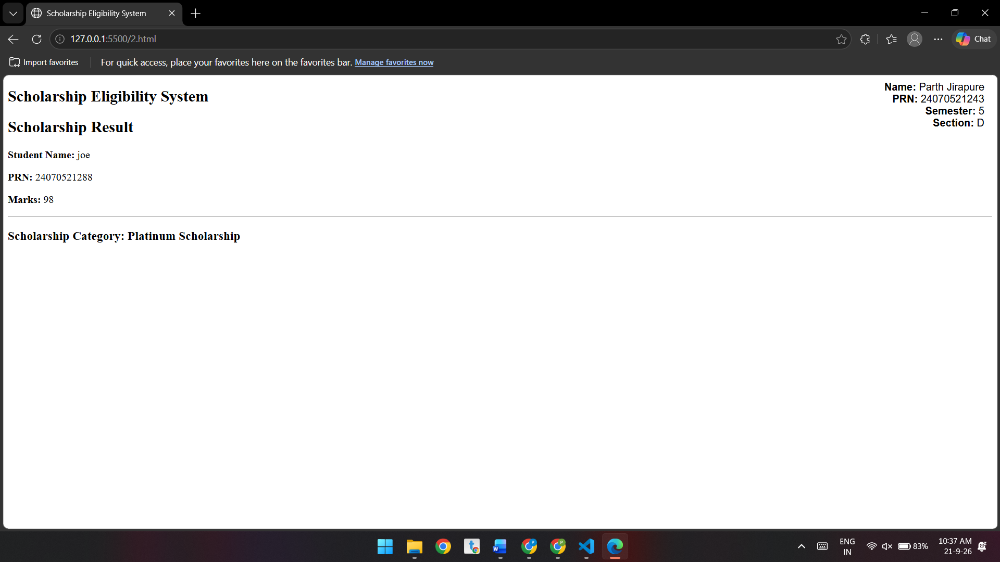 Scholarship Eligibility System
127.0.0.1:5500/2.html
Chat
Import favorites
For quick access, place your favorites here on the favorites bar. Manage favorites now
Name: Parth Jirapure
PRN: 24070521243
Semester: 5
Section: D
Scholarship Eligibility System
Scholarship Result
Student Name: joe
PRN: 24070521288
Marks: 98
Scholarship Category: Platinum Scholarship
ENG
IN
83%
10:37 AM
21-9-26